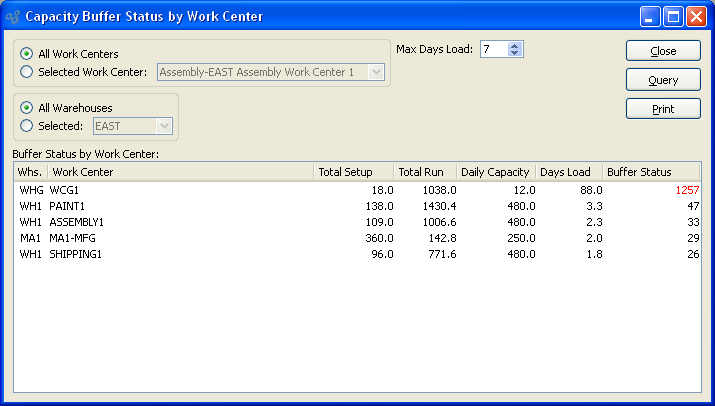 Capacity Buffer Status by Work Center
All Work Centers
Selected Work Center: Assembly-EAST Assembly Work Center 1
Max Days Load: 7
Close
Query
Print
All Warehouses
Selected: EAST
Buffer Status by Work Center:
Whs. Work Center Total Setup Total Run Daily Capacity Days Load Buffer Status
WHG WCG1 18.0 1038.0 12.0 88.0 1257
WH1 PAINT1 138.0 1430.4 480.0 3.3 47
WH1 ASSEMBLY1 109.0 1006.6 480.0 2.3 33
MA1 MA1-MFG 360.0 142.8 250.0 2.0 29
WH1 SHIPPING1 96.0 771.6 480.0 1.8 26